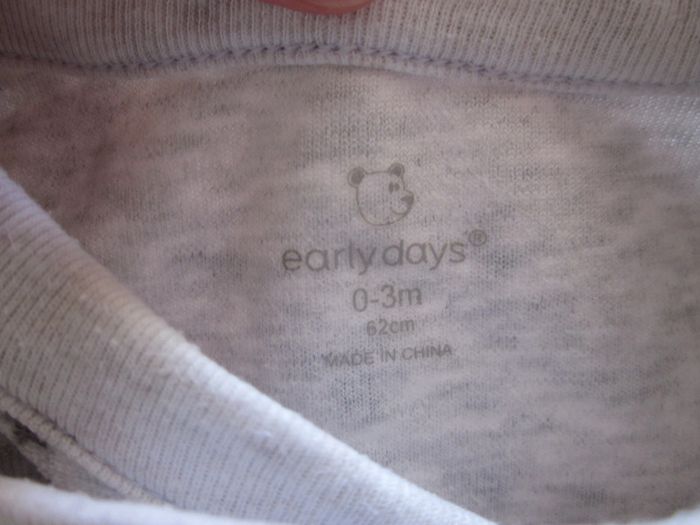 early days®
0-3m
62cm
MADE IN CHINA